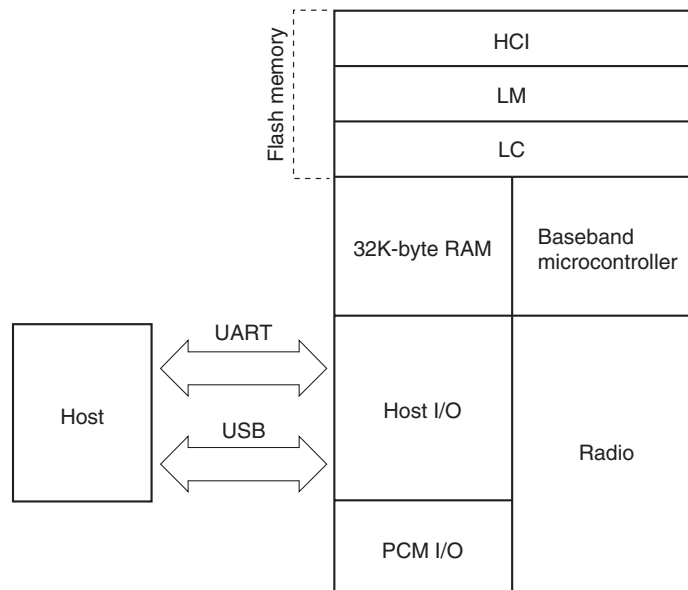 HCI
LM
LC
Flash memory
32K-byte RAM
Baseband
microcontroller
UART
Host
USB
Host I/O
Radio
PCM I/O